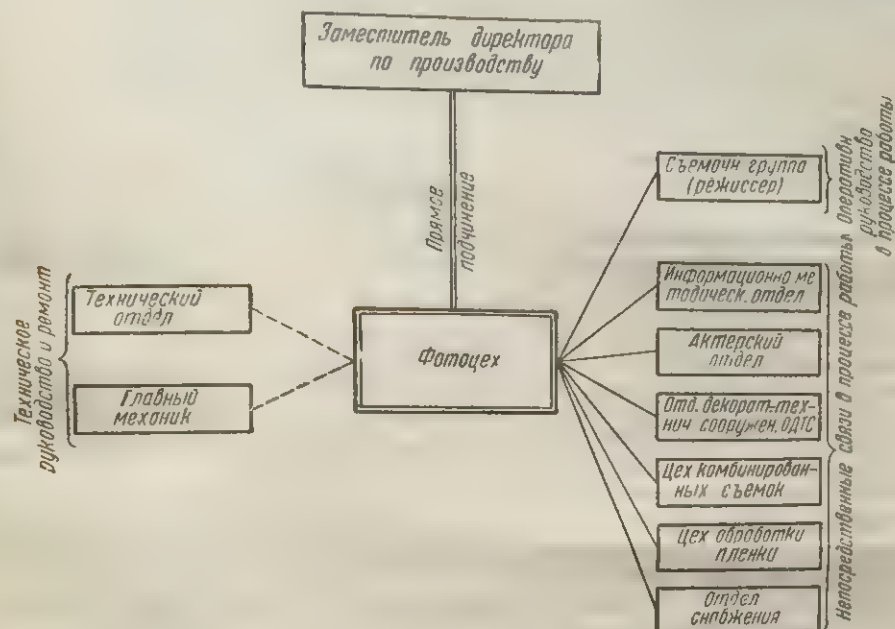 Заместитель директора
по производству
Прямое
подчинение
Съемочн группа
(режиссер)
Оперативн
руководство
в процессе работы
Технический
отдел
Главный
механик
Техническое
руководство и ремонт
Фотоцех
Информационно ме
тодическ. отдел
Актерский
отдел
Отд. декорат-тех-
нич сооружен. ОДТС
Цех комбинирован-
ных съемок
Цех обработки
пленки
Отдел
снабжения
Непосредственные связи в процессе работы